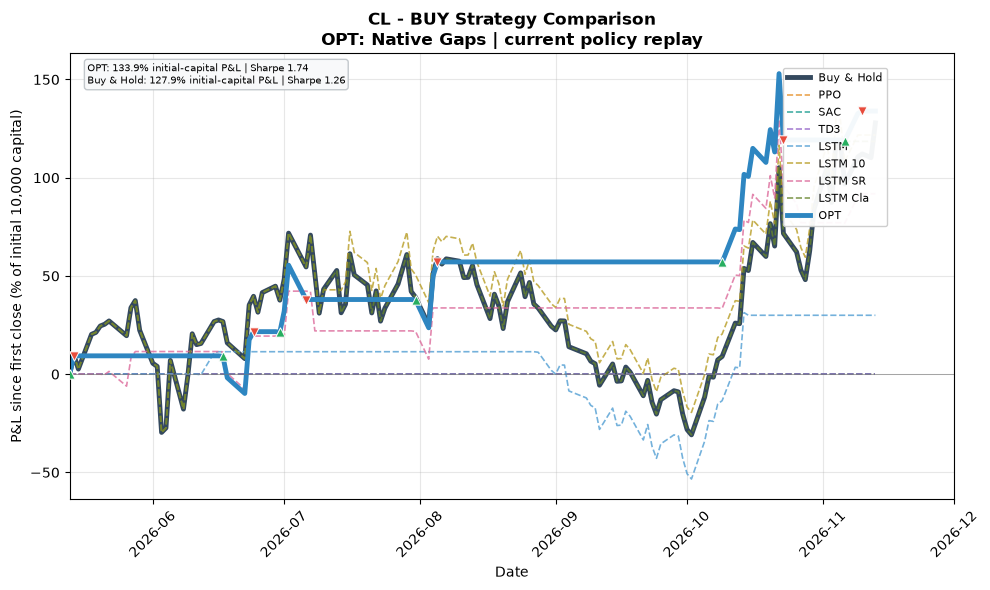 CL - BUY Strategy Comparison
OPT: Native Gaps | current policy replay
OPT: 133.9% initial-capital P&L | Sharpe 1.74
Buy & Hold: 127.9% initial-capital P&L | Sharpe 1.26
Buy & Hold
PPO
SAC
TD3
LSTM
LSTM 10
LSTM SR
LSTM Cla
OPT
P&L since first close (% of initial 10,000 capital)
150
100
50
0
−50
2026-06
2026-07
2026-08
2026-09
2026-10
2026-11
2026-12
Date